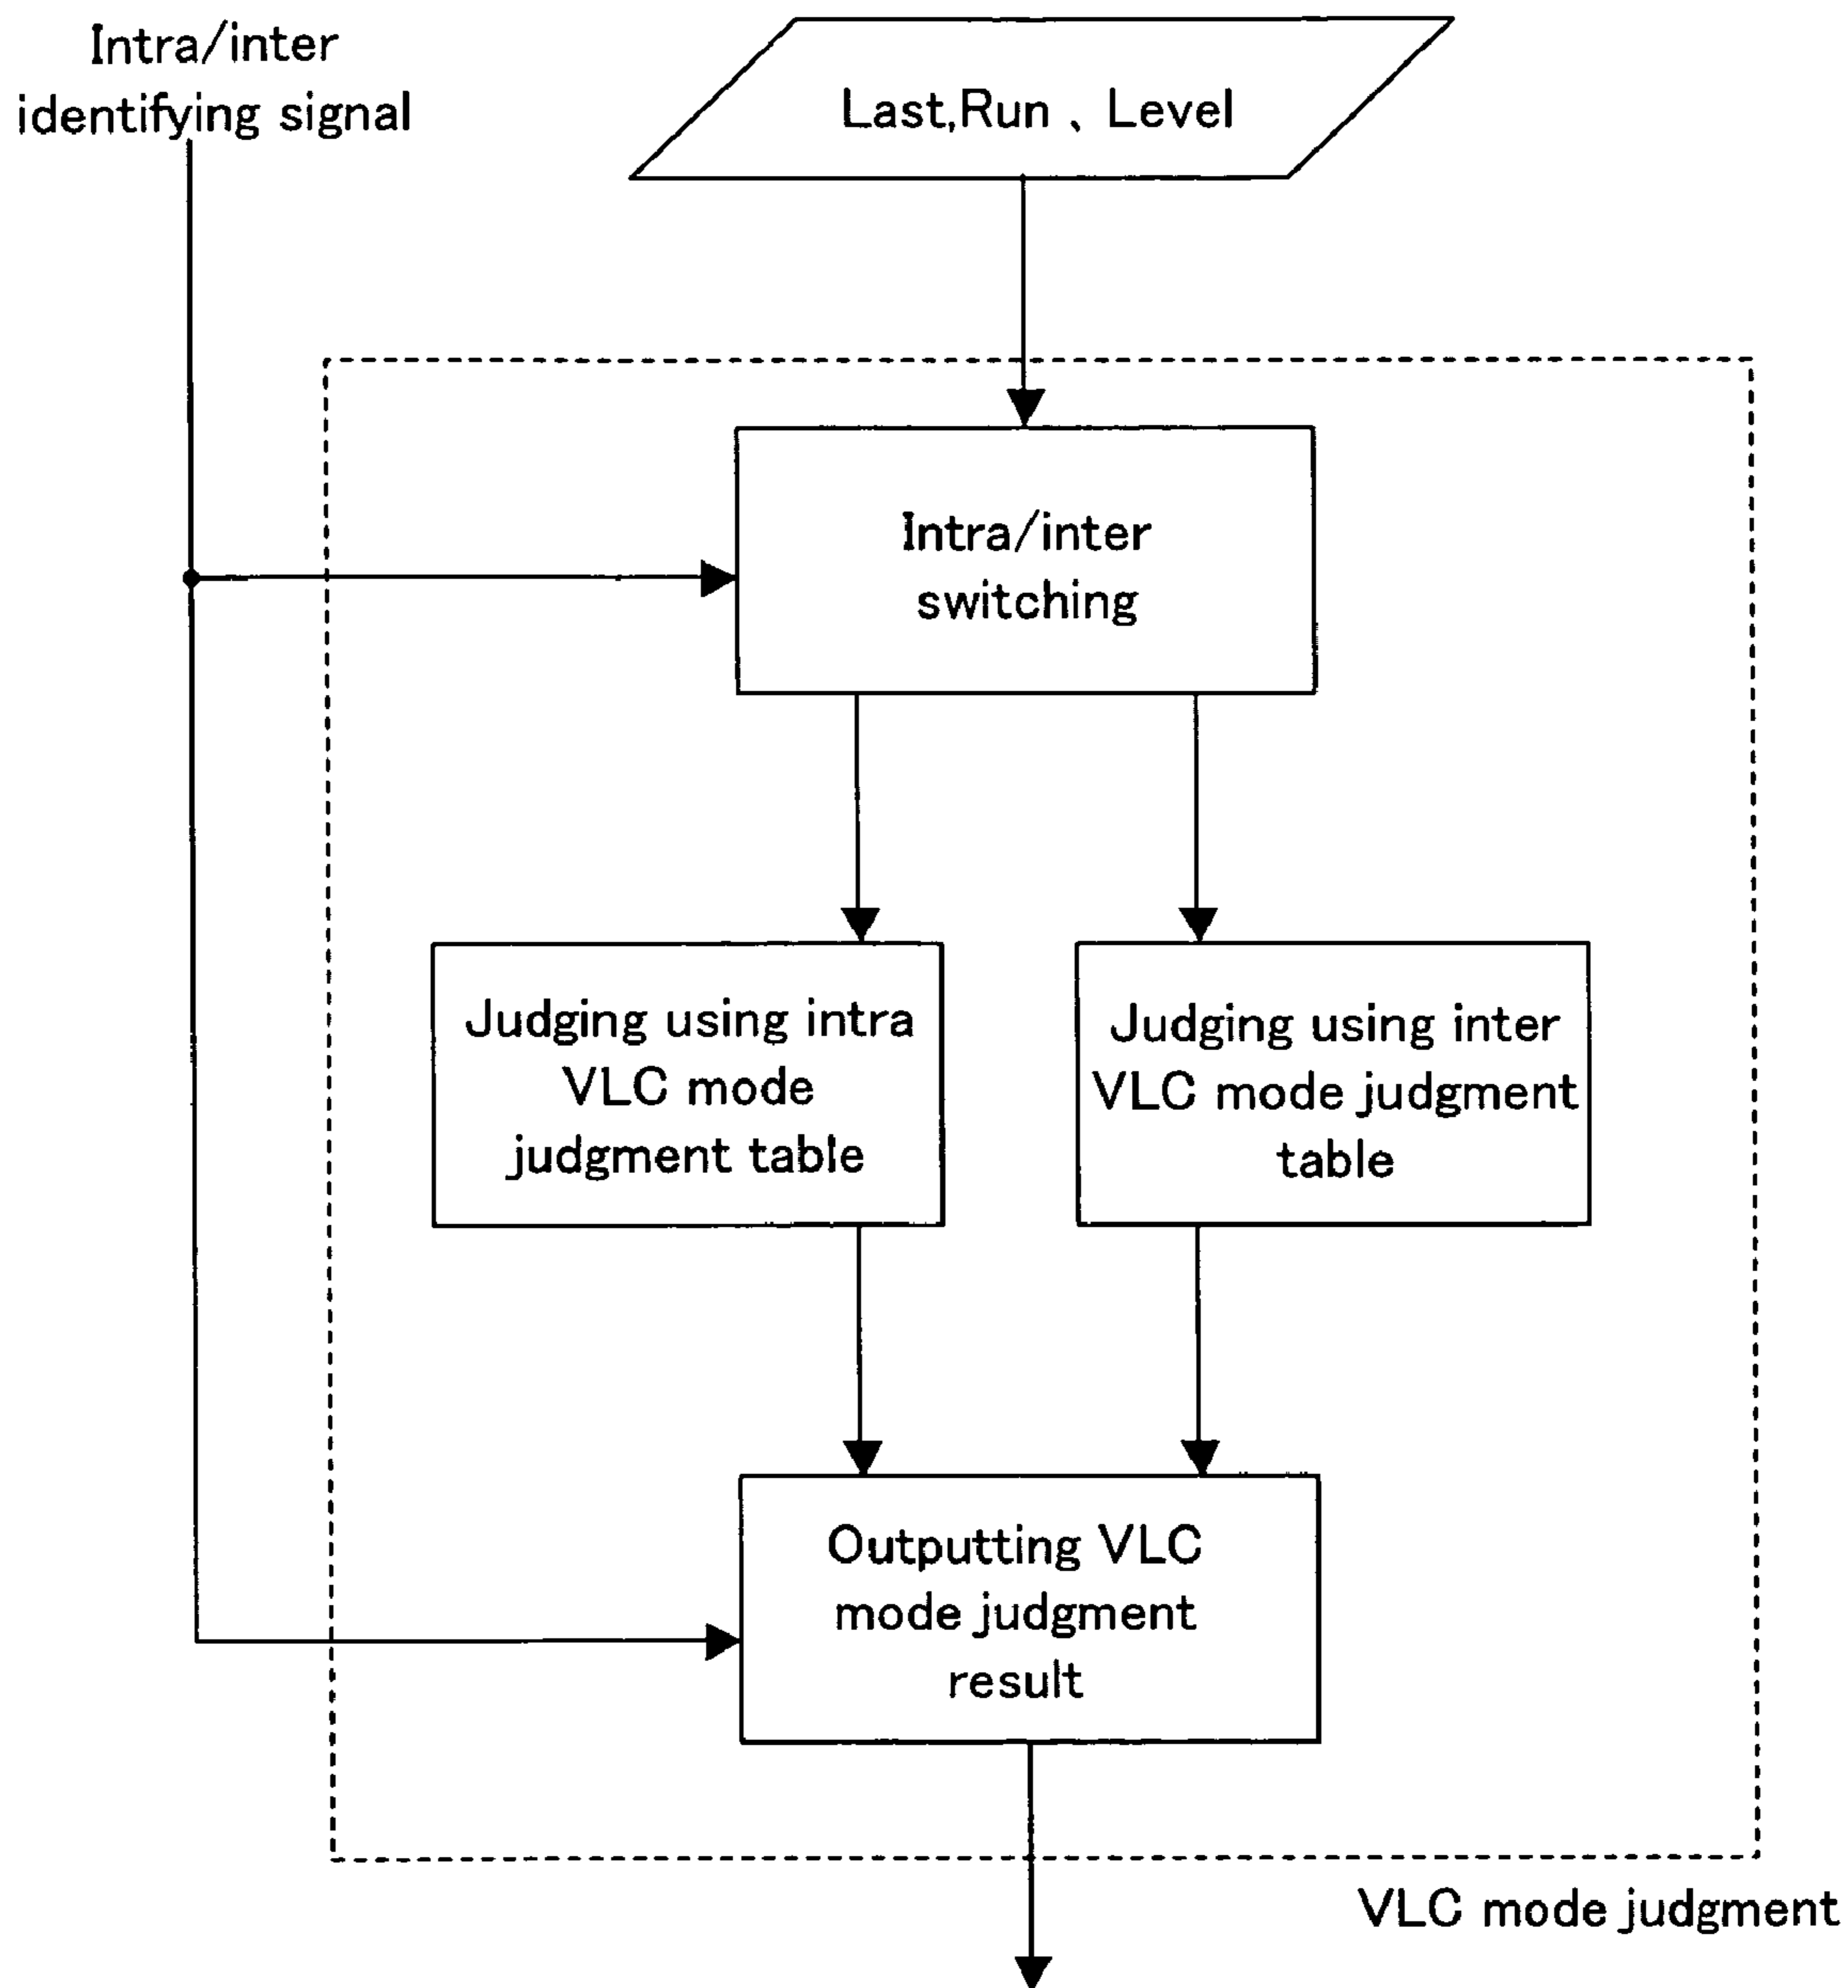 Intra/inter
identifying signal
Last,Run 、 Level
Intra/inter
switching
Judging using intra
VLC mode
judgment table
Judging using inter
VLC mode judgment
table
Outputting VLC
mode judgment
result
VLC mode judgment